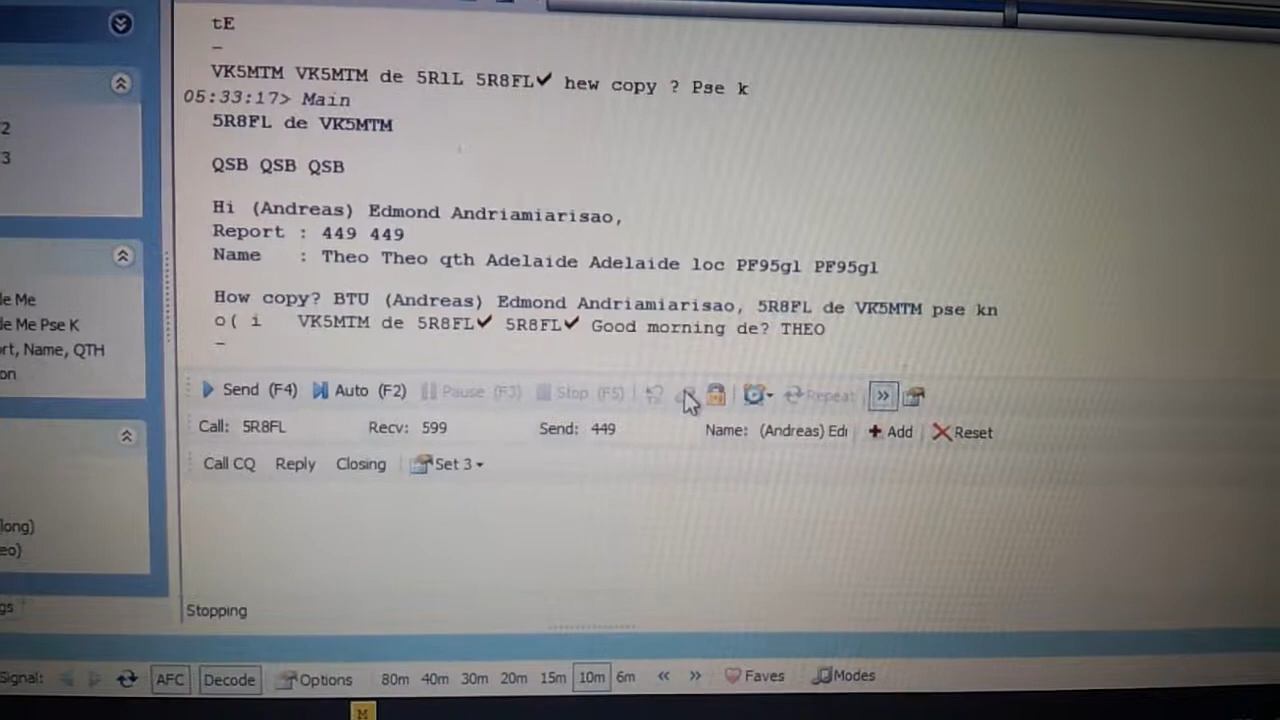 tE
VK5MTM VK5MTM de 5R1L 5R8FL✔ hew copy ? Pse k
05:33:17> Main
5R8FL de VK5MTM
QSB QSB QSB
Hi (Andreas) Edmond Andriamiarisao,
Report : 449 449
Name : Theo Theo qth Adelaide Adelaide loc PF95gl PF95gl
How copy? BTU (Andreas) Edmond Andriamiarisao, 5R8FL de VK5MTM pse kn
o( i VK5MTM de 5R8FL✔ 5R8FL✔ Good morning de? THEO
2
3
le Me
le Me Pse K
rt, Name, QTH
on
long)
eo)
gs
Send (F4) Auto (F2) Pause (F3) Stop (F5) Repeat
Call: 5R8FL Recv: 599 Send: 449 Name: (Andreas) Edi Add Reset
Call CQ Reply Closing Set 3
Stopping
Signal: AFC Decode Options 80m 40m 30m 20m 15m 10m 6m Faves Modes
M